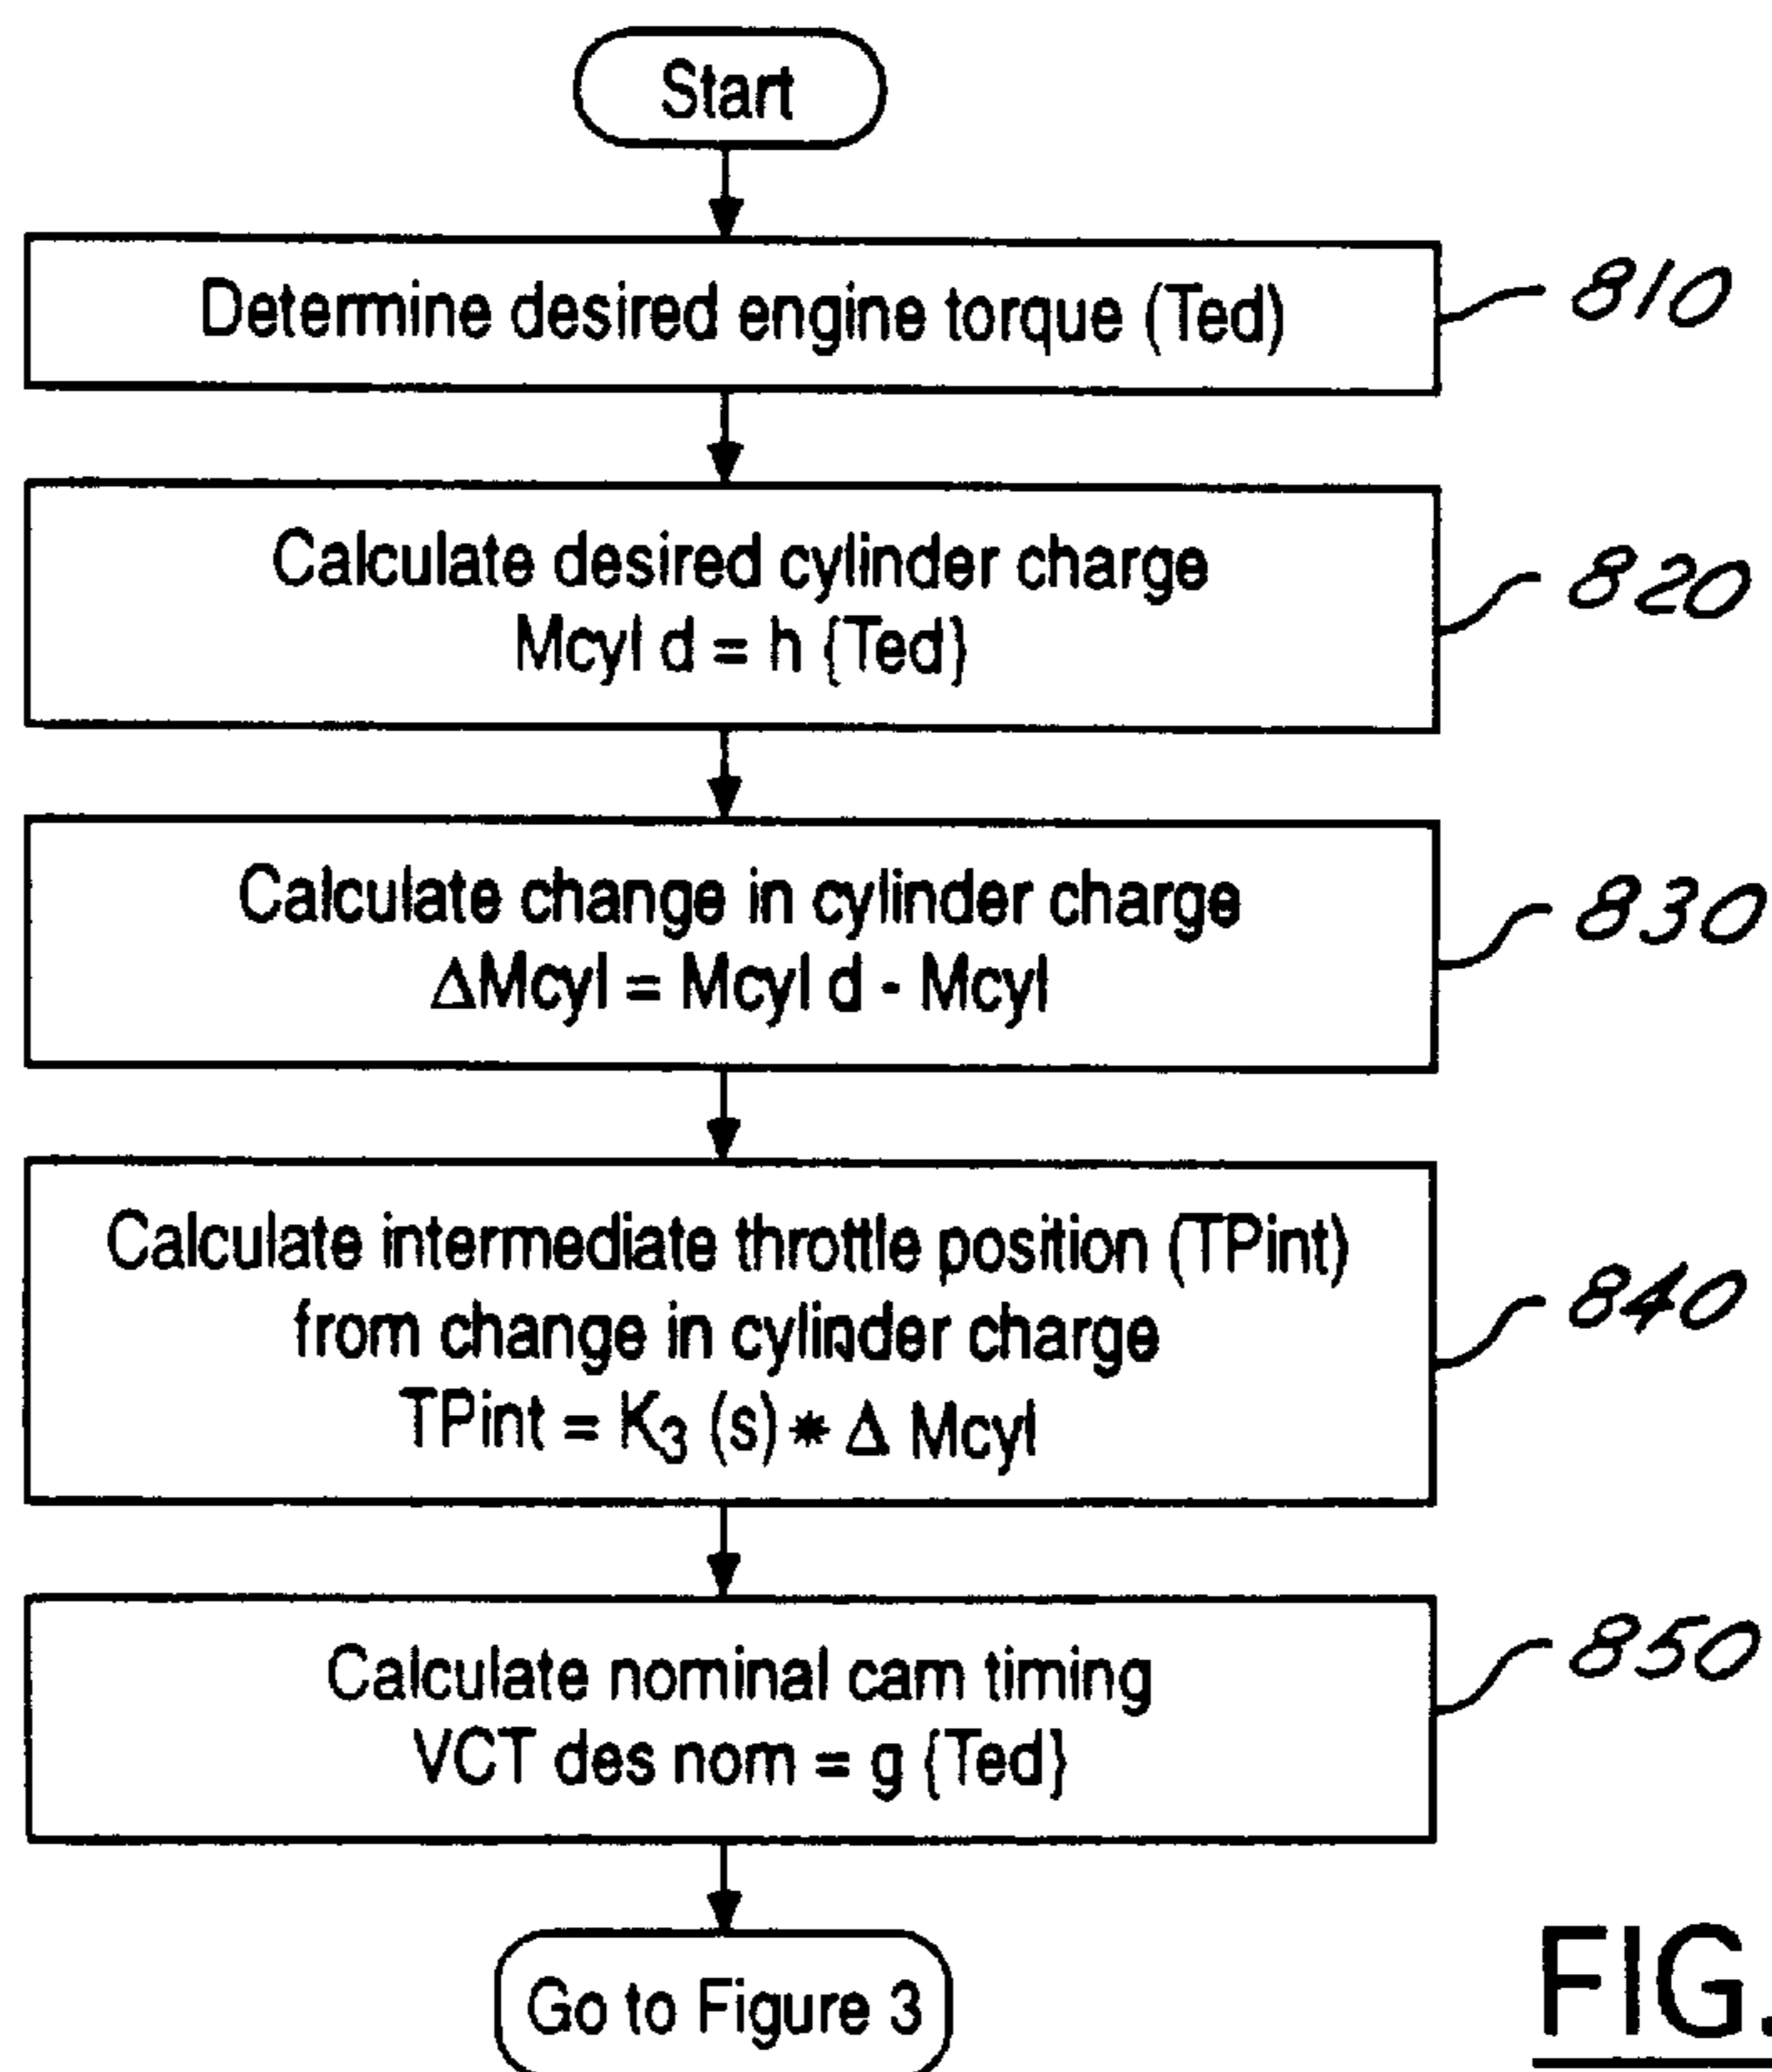 Start
Determine desired engine torque (Ted)
810
Calculate desired cylinder charge
Mcyl d = h {Ted}
820
Calculate change in cylinder charge
ΔMcyl = Mcyl d - Mcyl
830
Calculate intermediate throttle position (TPint)
from change in cylinder charge
TPint = K₃ (s) * Δ Mcyl
840
Calculate nominal cam timing
VCT des nom = g {Ted}
850
Go to Figure 3
FIG.